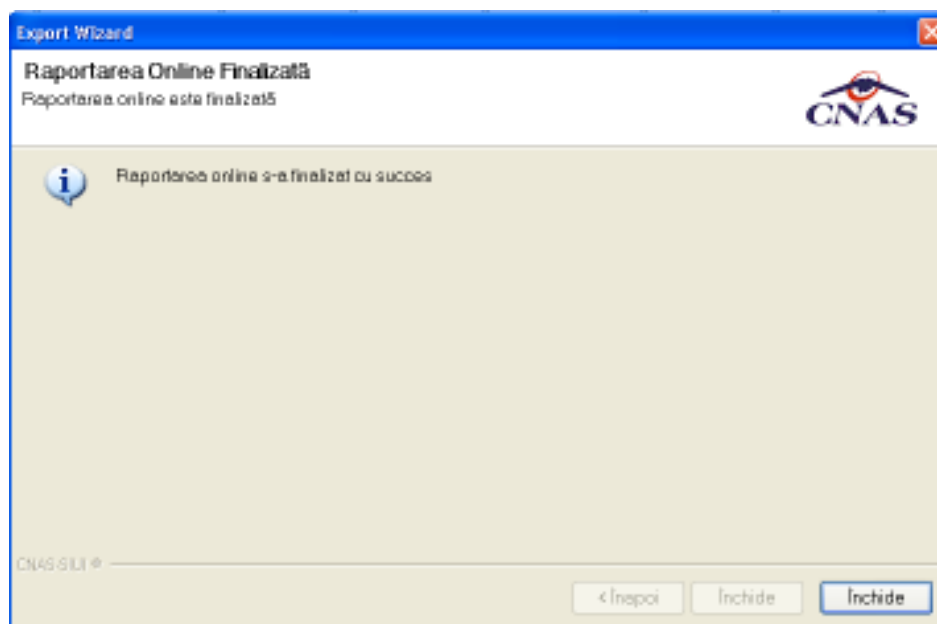 Export Wizard
Raportarea Online Finalizată
Raportarea online este finalizată
CNAS
Raportarea online s-a finalizat cu succes
CNAS-SIUI ®
< Înapoi
Închide
Închide